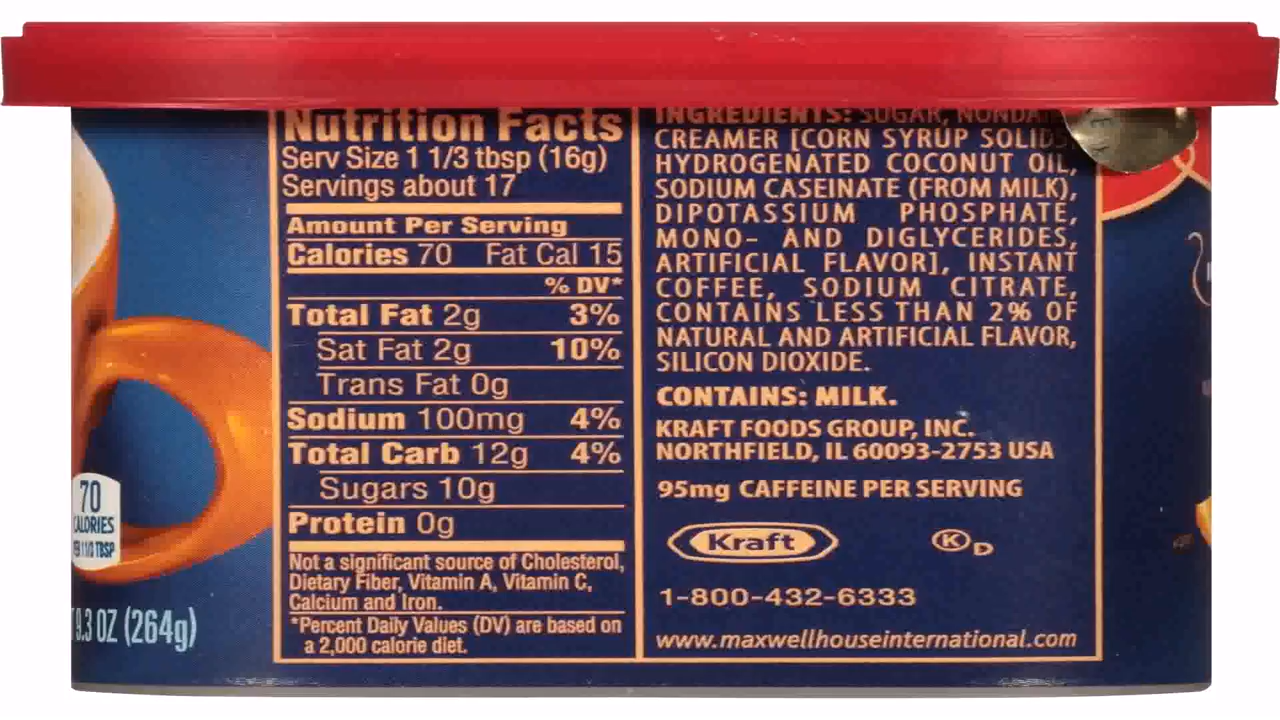 Nutrition Facts
Serv Size 1 1/3 tbsp (16g)
Servings about 17
Amount Per Serving
Calories 70 Fat Cal 15
% DV*
Total Fat 2g 3%
Sat Fat 2g 10%
Trans Fat 0g
Sodium 100mg 4%
Total Carb 12g 4%
Sugars 10g
Protein 0g
Not a significant source of Cholesterol,
Dietary Fiber, Vitamin A, Vitamin C,
Calcium and Iron.
*Percent Daily Values (DV) are based on
a 2,000 calorie diet.
INGREDIENTS: SUGAR,
CREAMER [CORN SYRUP SOLIDS,
HYDROGENATED COCONUT OIL,
SODIUM CASEINATE (FROM MILK),
DIPOTASSIUM PHOSPHATE,
MONO- AND DIGLYCERIDES,
ARTIFICIAL FLAVOR], INSTANT
COFFEE, SODIUM CITRATE,
CONTAINS LESS THAN 2% OF
NATURAL AND ARTIFICIAL FLAVOR,
SILICON DIOXIDE.
CONTAINS: MILK.
KRAFT FOODS GROUP, INC.
NORTHFIELD, IL 60093-2753 USA
95mg CAFFEINE PER SERVING
Kraft
K D
1-800-432-6333
www.maxwellhouseinternational.com
70
CALORIES
TBSP
9.3 OZ (264g)